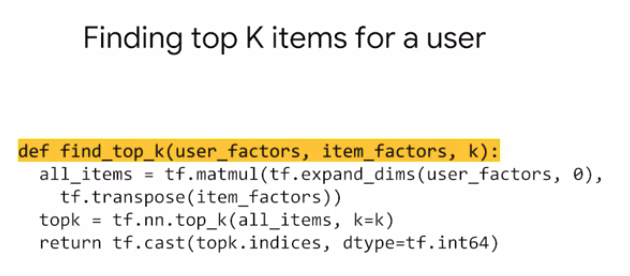 Finding top K items for a user
def find_top_k(user_factors, item_factors, k):
  all_items = tf.matmul(tf.expand_dims(user_factors, 0),
    tf.transpose(item_factors))
  topk = tf.nn.top_k(all_items, k=k)
  return tf.cast(topk.indices, dtype=tf.int64)